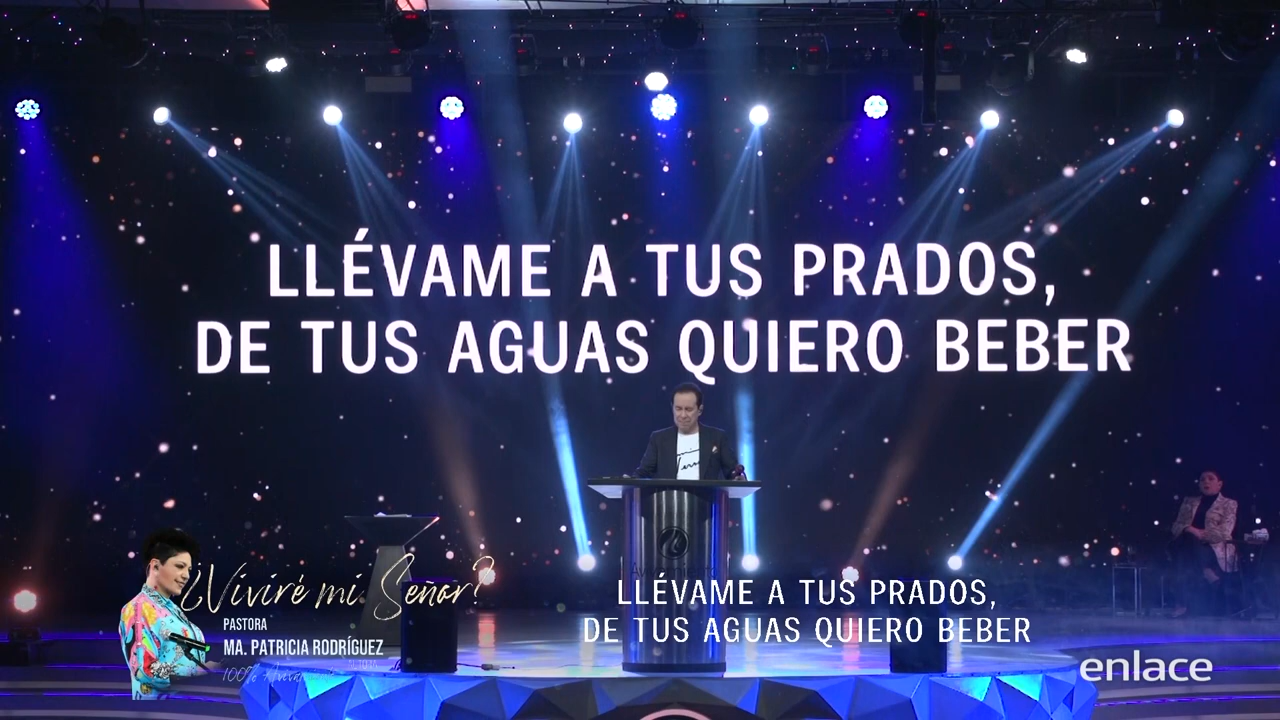 LLÉVAME A TUS PRADOS,
DE TUS AGUAS QUIERO BEBER
¿Viviré mi Señor?
PASTORA
MA. PATRICIA RODRÍGUEZ
100%
LLÉVAME A TUS PRADOS,
DE TUS AGUAS QUIERO BEBER
enlace